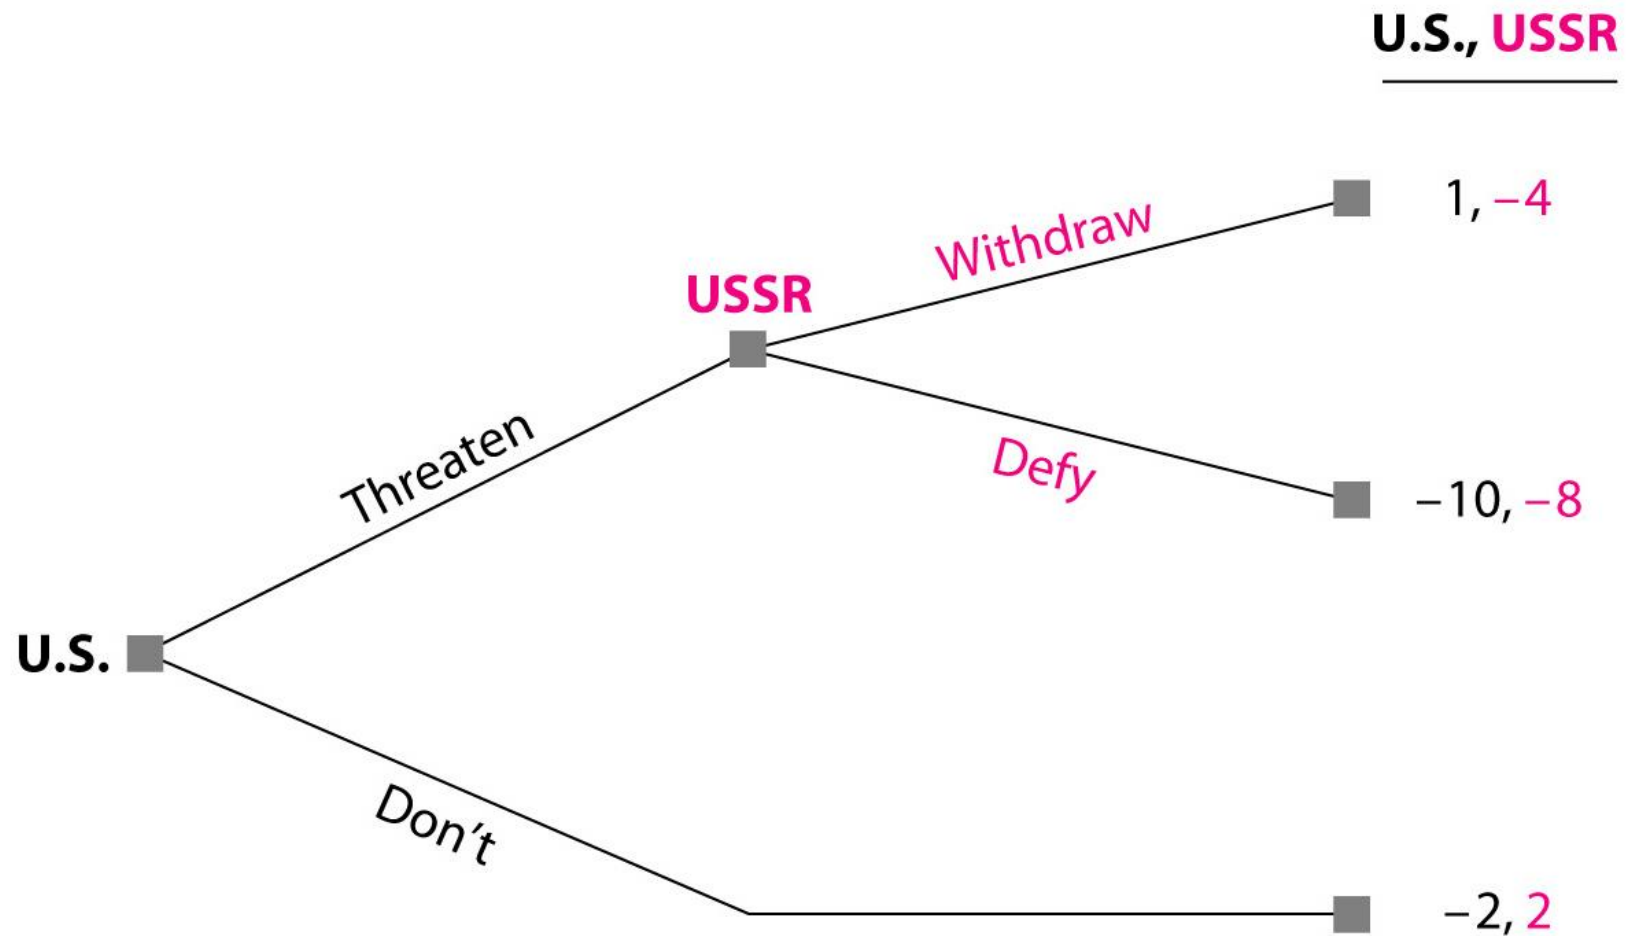 U.S., USSR
1, –4
Withdraw
USSR
Threaten
Defy
–10, –8
U.S.
Don’t
–2, 2